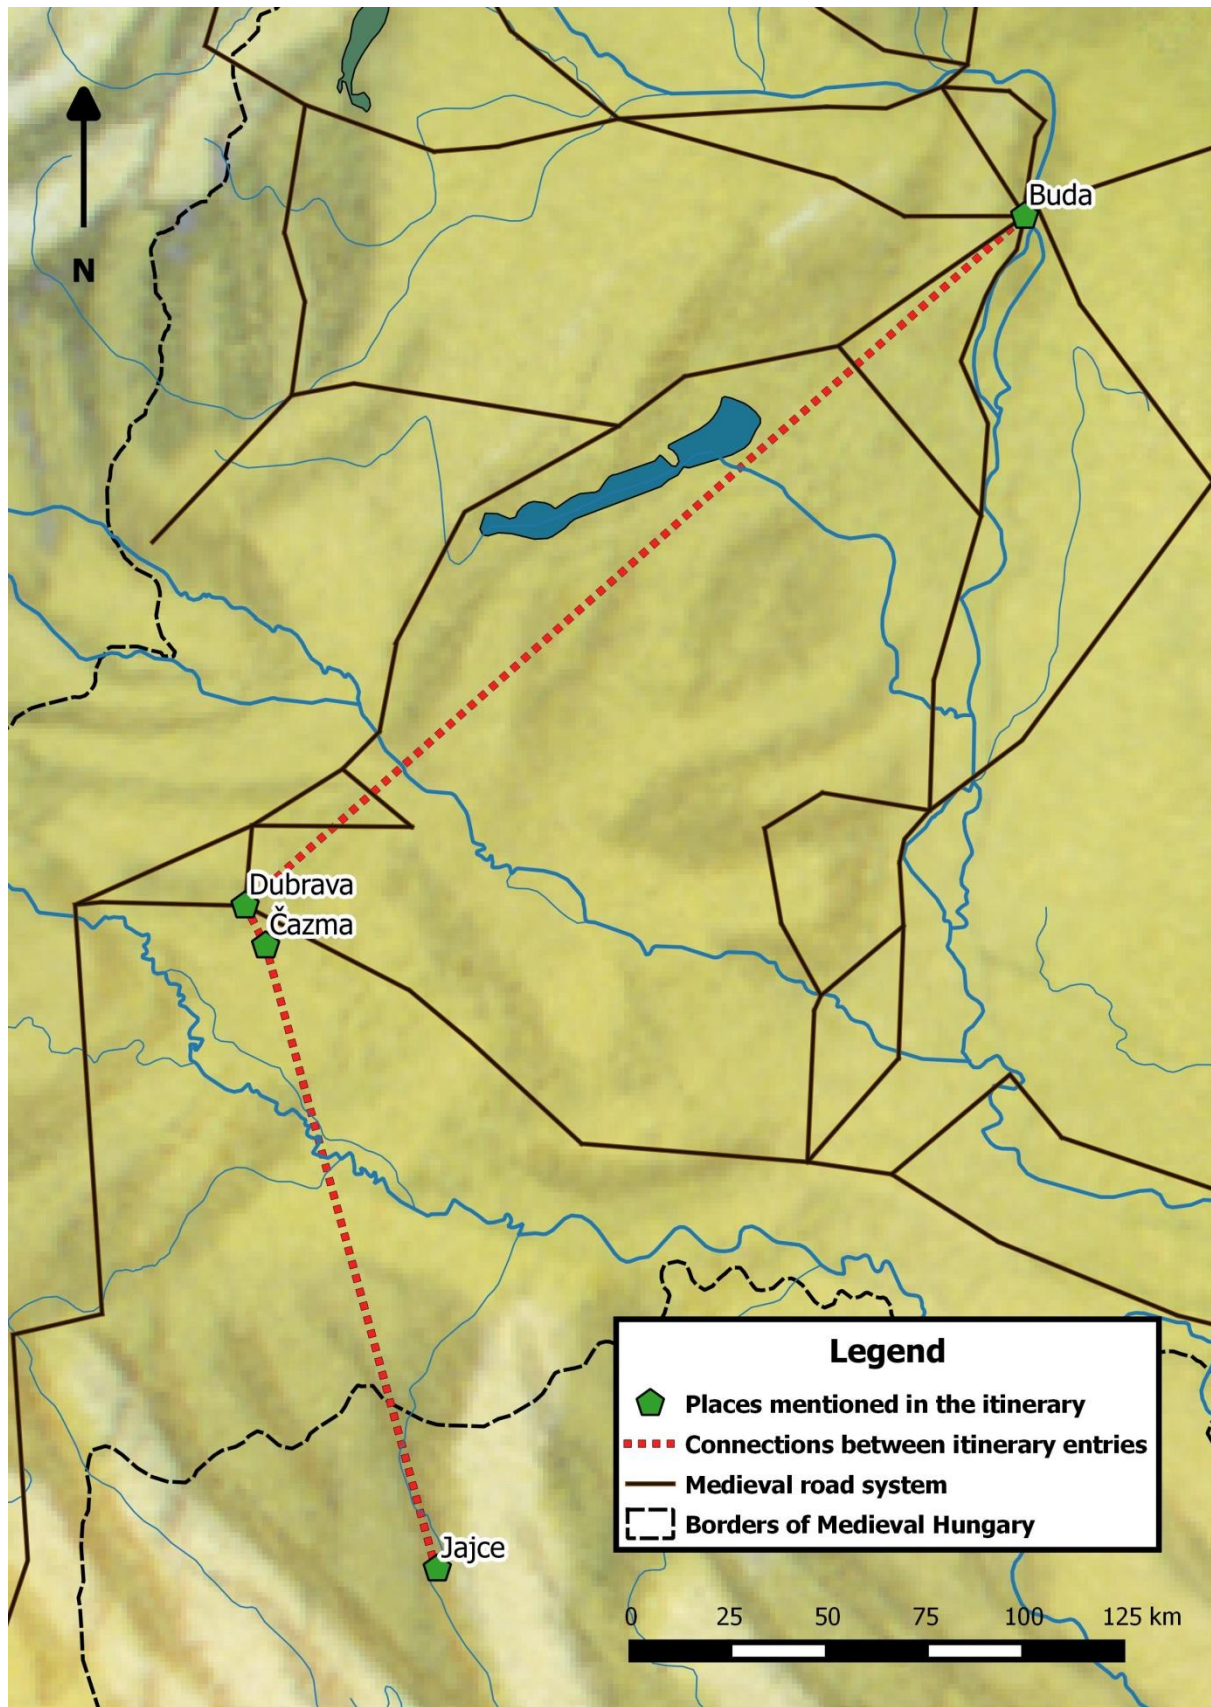 Buda
N
Dubrava
Čazma
Legend
Places mentioned in the itinerary
Connections between itinerary entries
Medieval road system
Borders of Medieval Hungary
Jajce
0 25 50 75 100 125 km